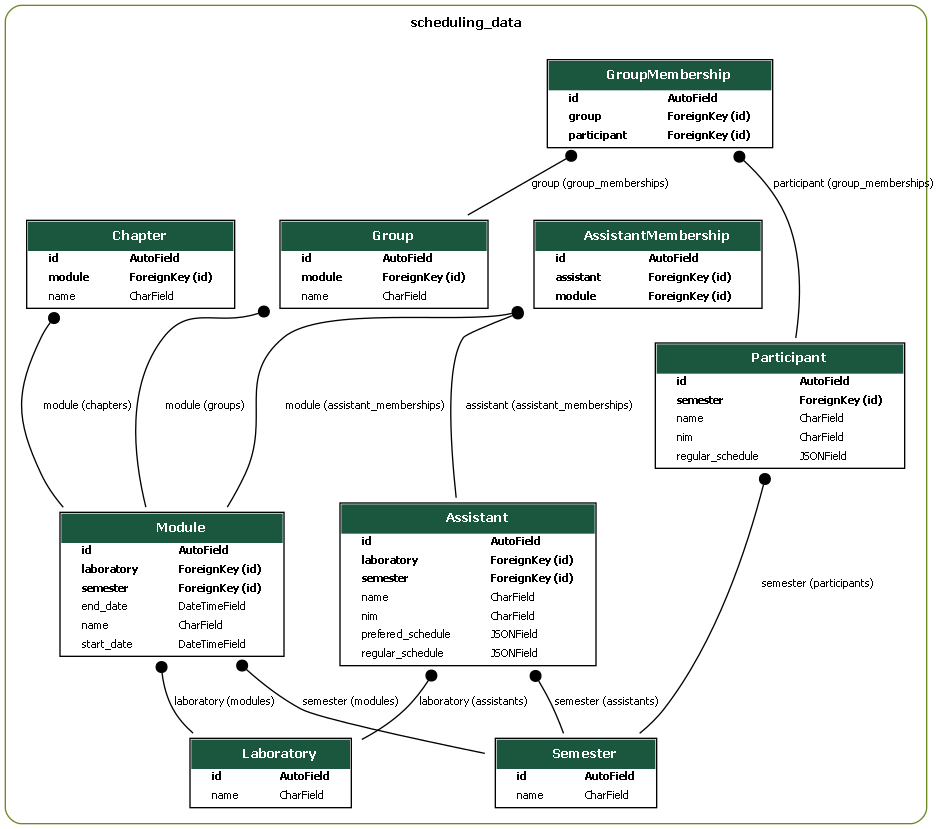 scheduling_data
GroupMembership
id AutoField
group ForeignKey (id)
participant ForeignKey (id)
group (group_memberships)
participant (group_memberships)
Chapter
id AutoField
module ForeignKey (id)
name CharField
Group
id AutoField
module ForeignKey (id)
name CharField
AssistantMembership
id AutoField
assistant ForeignKey (id)
module ForeignKey (id)
Participant
id AutoField
semester ForeignKey (id)
name CharField
nim CharField
regular_schedule JSONField
module (chapters)
module (groups)
module (assistant_memberships)
assistant (assistant_memberships)
Module
id AutoField
laboratory ForeignKey (id)
semester ForeignKey (id)
end_date DateTimeField
name CharField
start_date DateTimeField
Assistant
id AutoField
laboratory ForeignKey (id)
semester ForeignKey (id)
name CharField
nim CharField
prefered_schedule JSONField
regular_schedule JSONField
semester (participants)
laboratory (modules)
semester (modules)
laboratory (assistants)
semester (assistants)
Laboratory
id AutoField
name CharField
Semester
id AutoField
name CharField